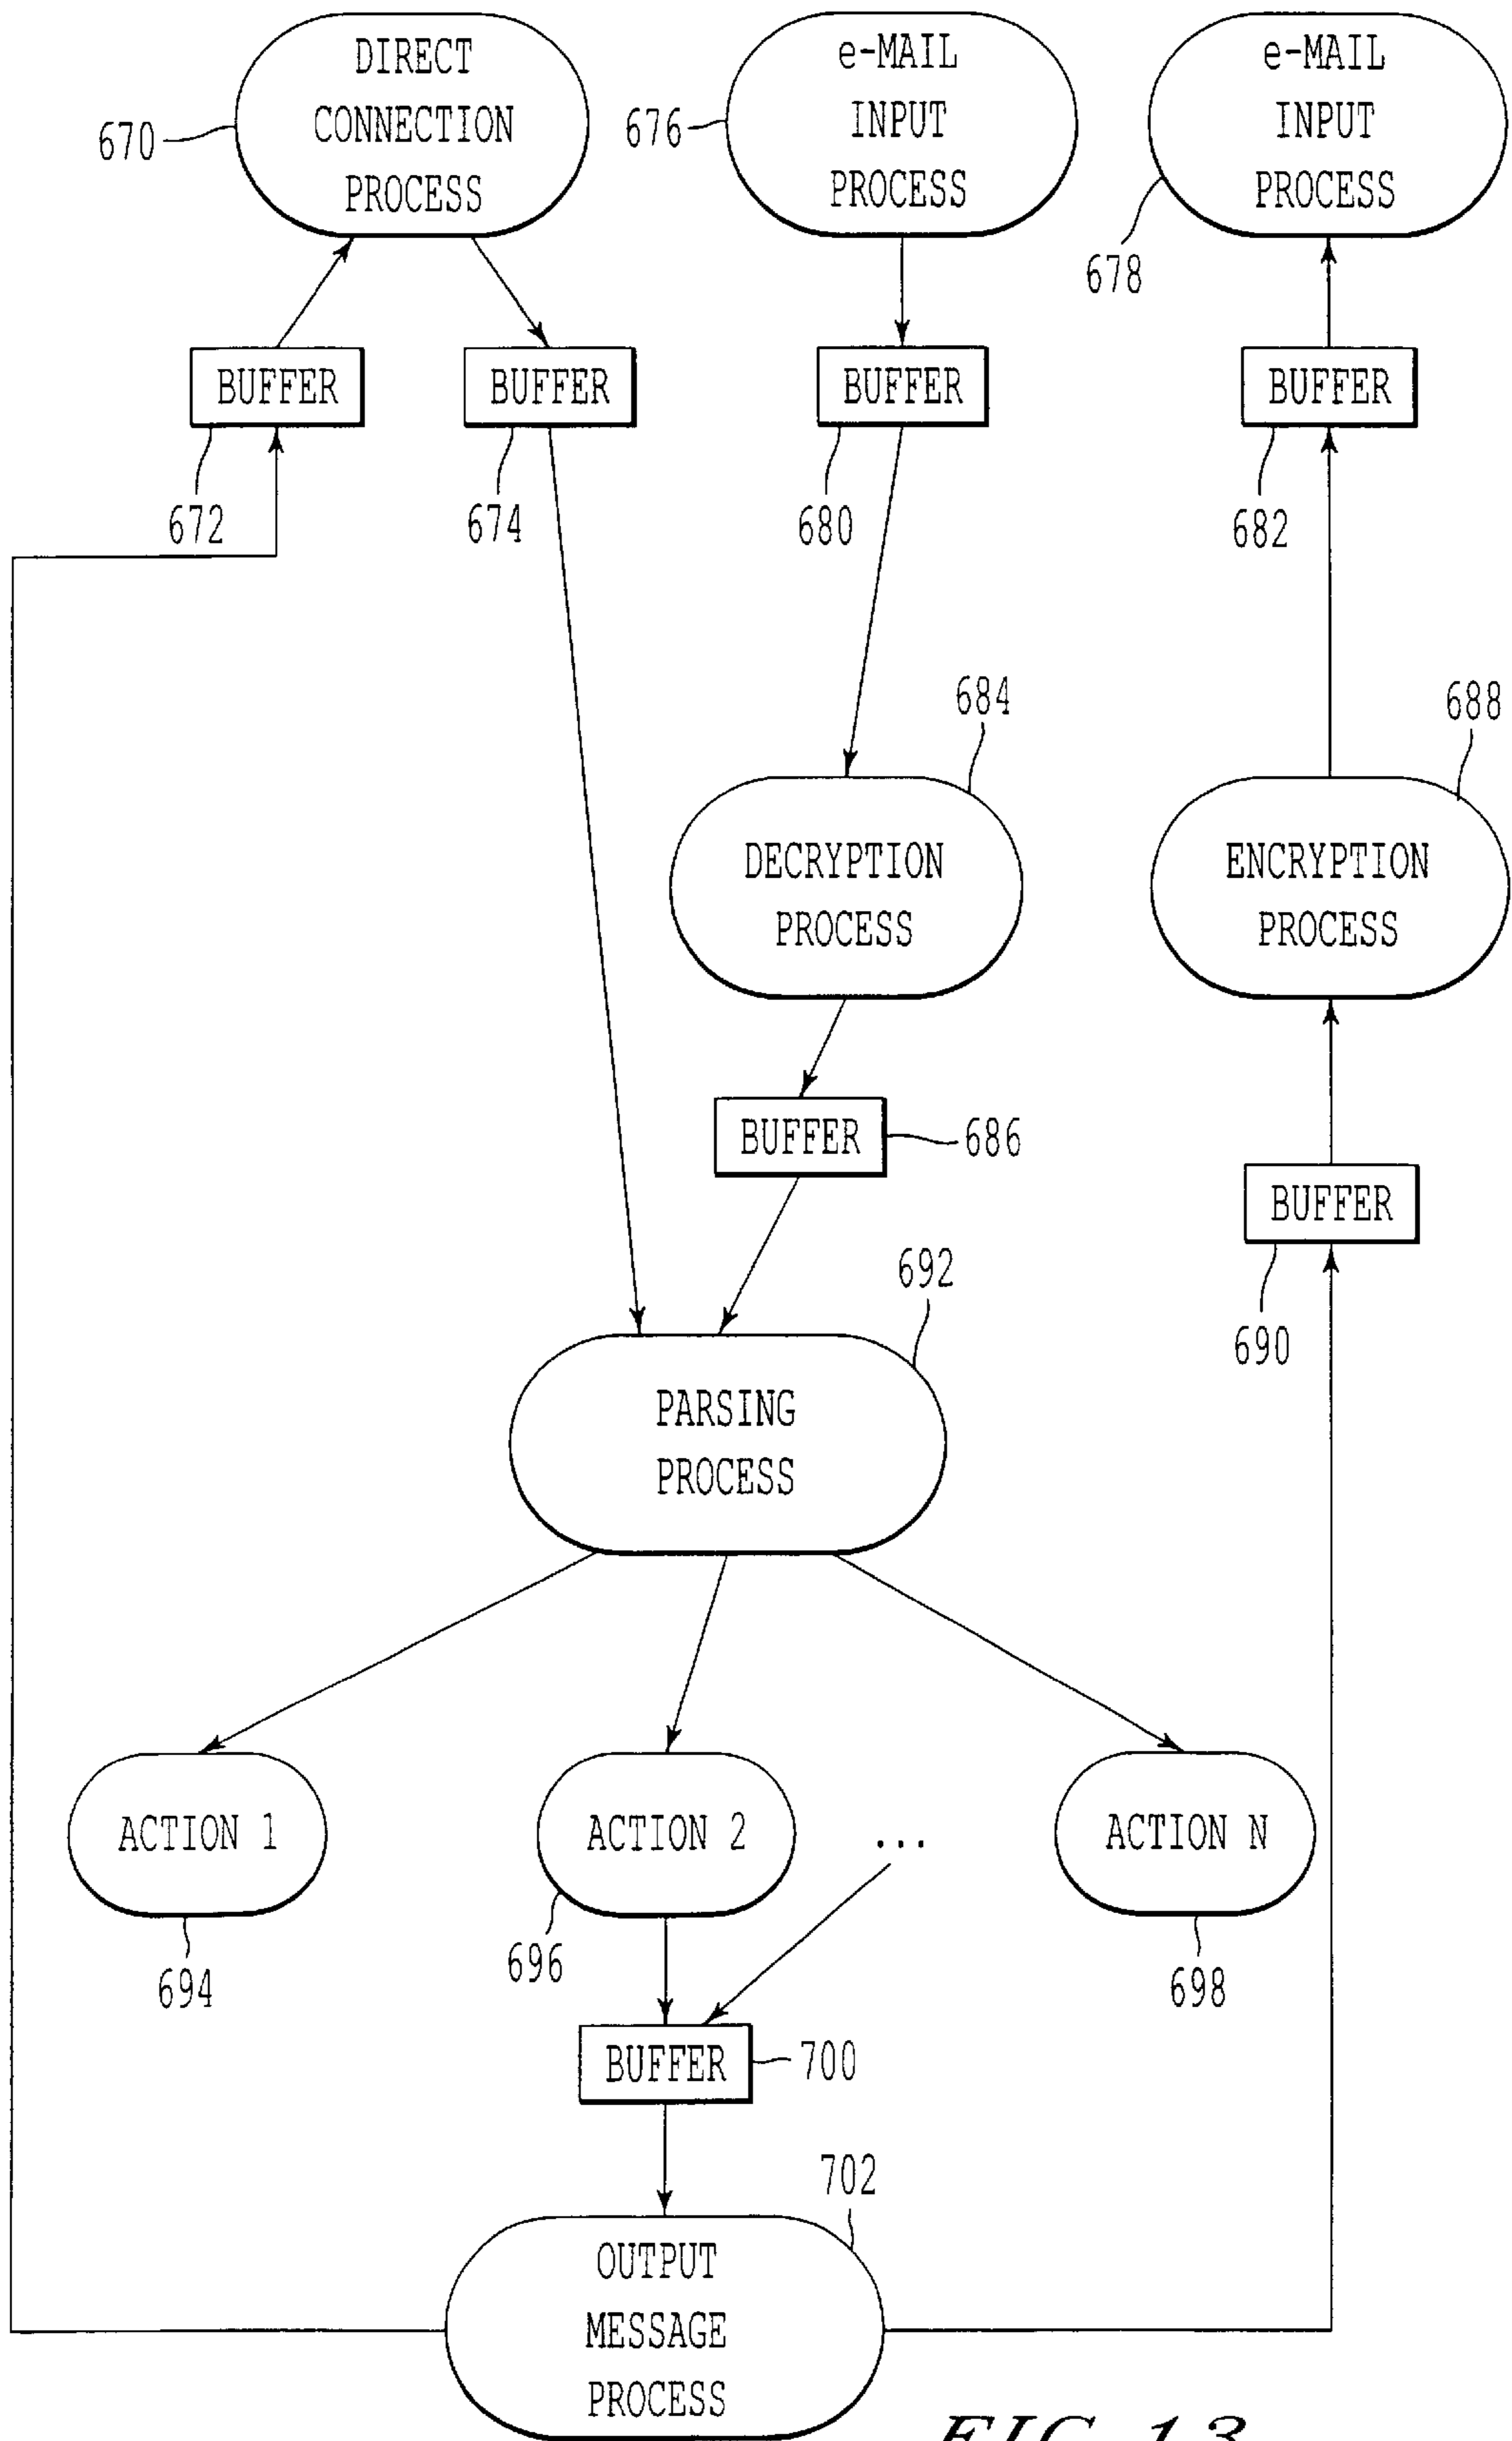 DIRECT
CONNECTION
PROCESS
670
e-MAIL
INPUT
PROCESS
676
e-MAIL
INPUT
PROCESS
678
BUFFER
672
BUFFER
674
BUFFER
680
BUFFER
682
684
DECRYPTION
PROCESS
688
ENCRYPTION
PROCESS
BUFFER
686
BUFFER
690
692
PARSING
PROCESS
ACTION 1
694
ACTION 2
696
...
ACTION N
698
BUFFER
700
702
OUTPUT
MESSAGE
PROCESS
FIG. 13